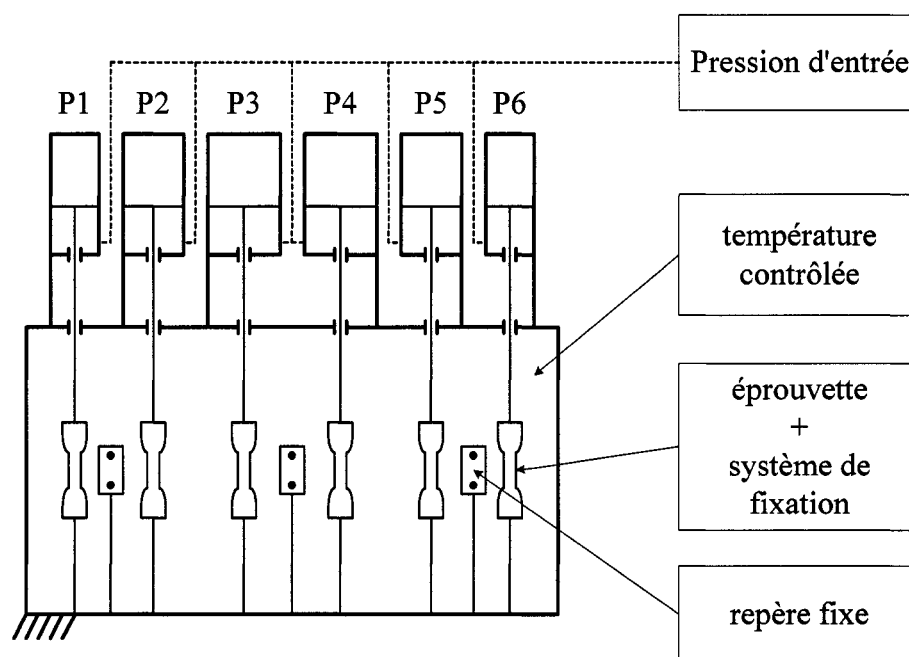 Pression d'entrée
P1 P2 P3 P4 P5 P6
température
contrôlée
éprouvette
+
système de
fixation
repère fixe